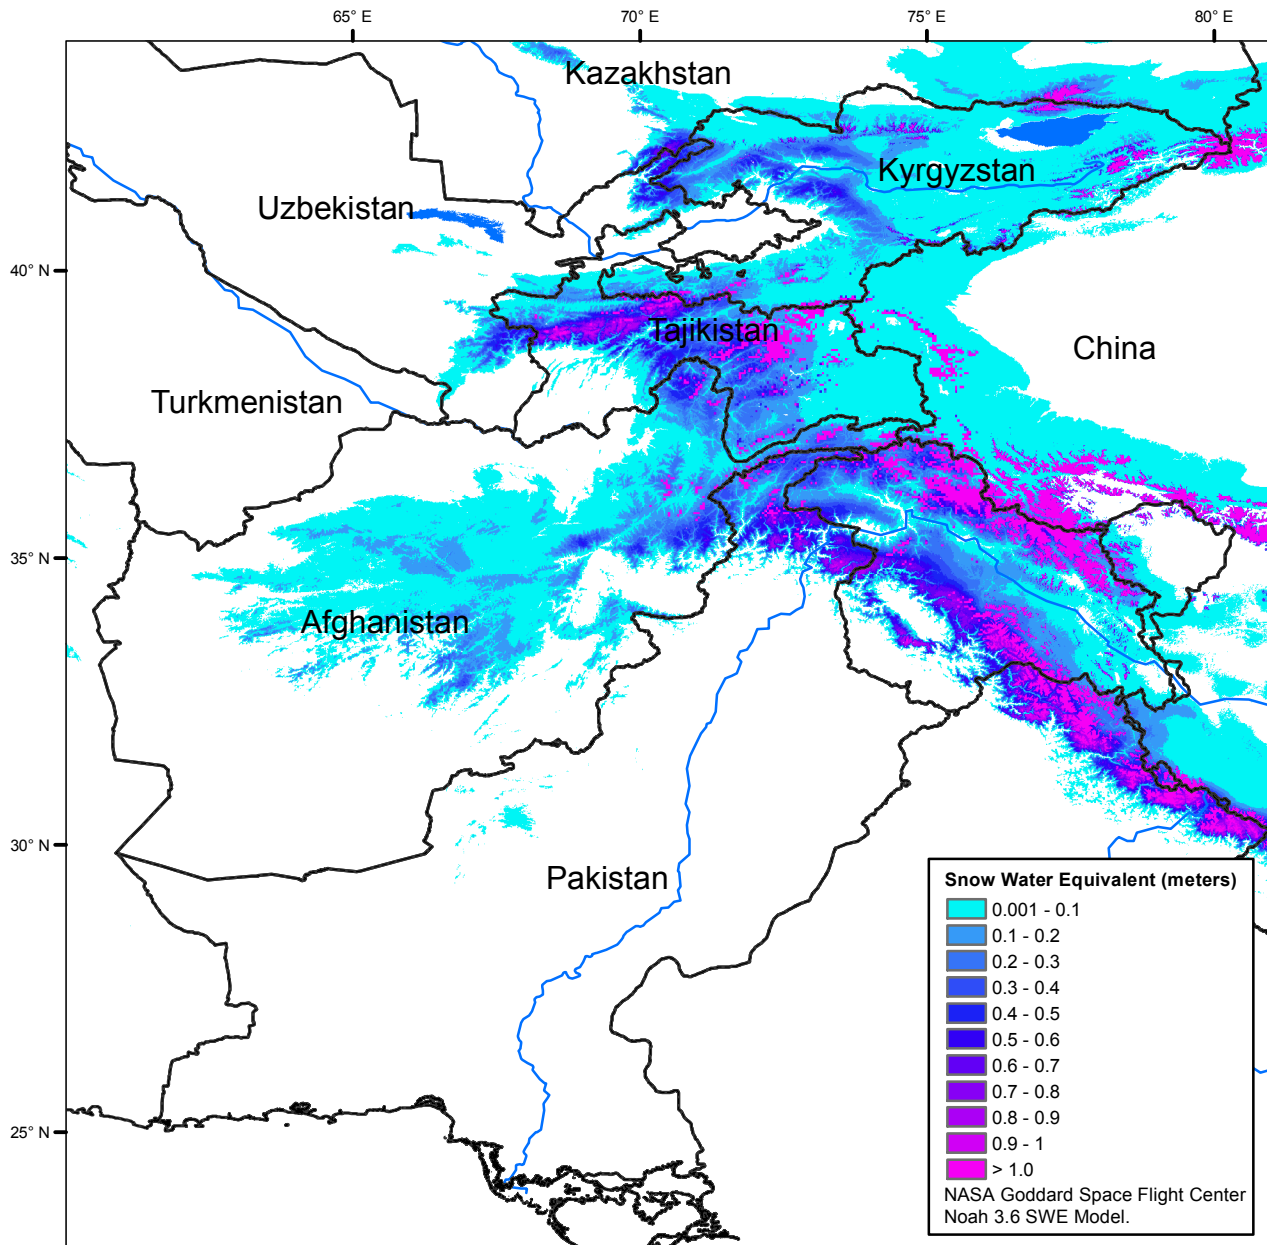 65° E
70° E
75° E
80° E
Kazakhstan
Kyrgyzstan
Uzbekistan
40° N
Tajikistan
China
Turkmenistan
35° N
Afghanistan
30° N
Pakistan
25° N
Snow Water Equivalent (meters)
0.001 - 0.1
0.1 - 0.2
0.2 - 0.3
0.3 - 0.4
0.4 - 0.5
0.5 - 0.6
0.6 - 0.7
0.7 - 0.8
0.8 - 0.9
0.9 - 1
> 1.0
NASA Goddard Space Flight Center
Noah 3.6 SWE Model.